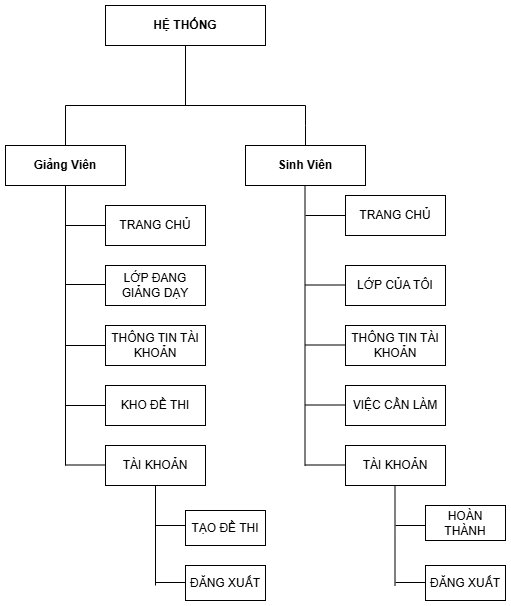 HỆ THỐNG
Giảng Viên
TRANG CHỦ
LỚP ĐANG
GIẢNG DẠY
THÔNG TIN TÀI
KHOẢN
KHO ĐỀ THI
TÀI KHOẢN
TẠO ĐỀ THI
ĐĂNG XUẤT
Sinh Viên
TRANG CHỦ
LỚP CỦA TÔI
THÔNG TIN TÀI
KHOẢN
VIỆC CẦN LÀM
TÀI KHOẢN
HOÀN
THÀNH
ĐĂNG XUẤT